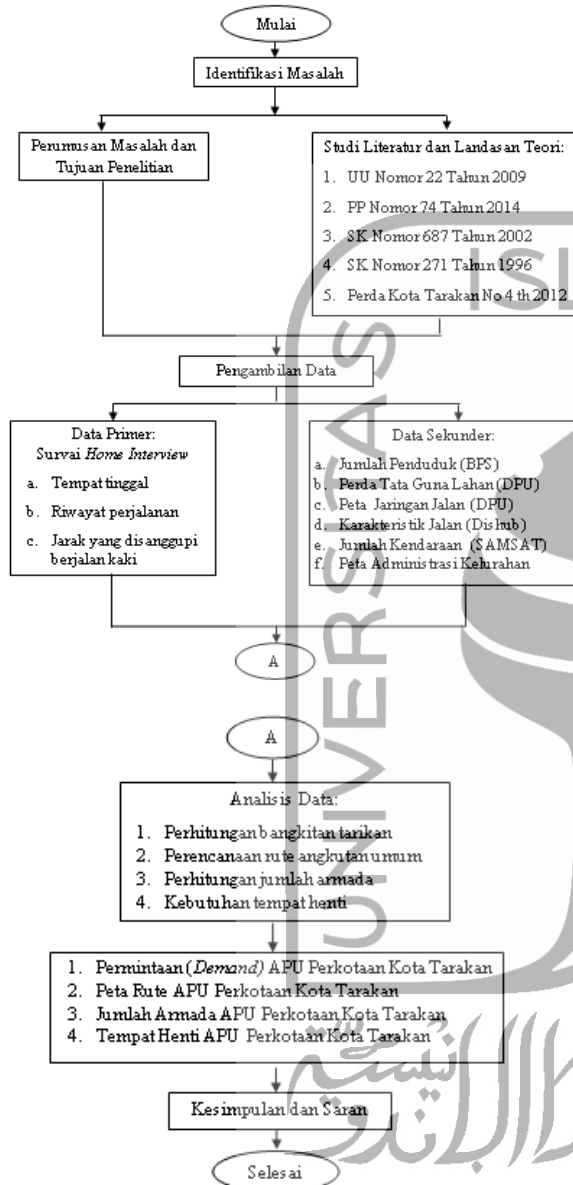 Mulai
Identifikasi Masalah
Perumusan Masalah dan
Tujuan Penelitian
Studi Literatur dan Landasan Teori:
1. UU Nomor 22 Tahun 2009
2. PP Nomor 74 Tahun 2014
3. SK Nomor 687 Tahun 2002
4. SK Nomor 271 Tahun 1996
5. Perda Kota Tarakan No 4 th 2012
Pengambilan Data
Data Primer:
Survai Home Interview
a. Tempat tinggal
b. Riwayat perjalanan
c. Jarak yang disanggupi
berjalan kaki
Data Sekunder:
a. Jumlah Penduduk (BPS)
b. Perda Tata Guna Lahan (DPU)
c. Peta Jaringan Jalan (DPU)
d. Karakteristik Jalan (Dishub)
e. Jumlah Kendaraan (SAMSAT)
f. Peta Administrasi Kelurahan
A
A
Analisis Data:
1. Perhitungan bangkitan tarikan
2. Perencanaan rute angkutan umum
3. Perhitungan jumlah armada
4. Kebutuhan tempat henti
1. Permintaan (Demand) APU Perkotaan Kota Tarakan
2. Peta Rute APU Perkotaan Kota Tarakan
3. Jumlah Armada APU Perkotaan Kota Tarakan
4. Tempat Henti APU Perkotaan Kota Tarakan
Kesimpulan dan Saran
Selesai
ISL
UNIVERSITAS